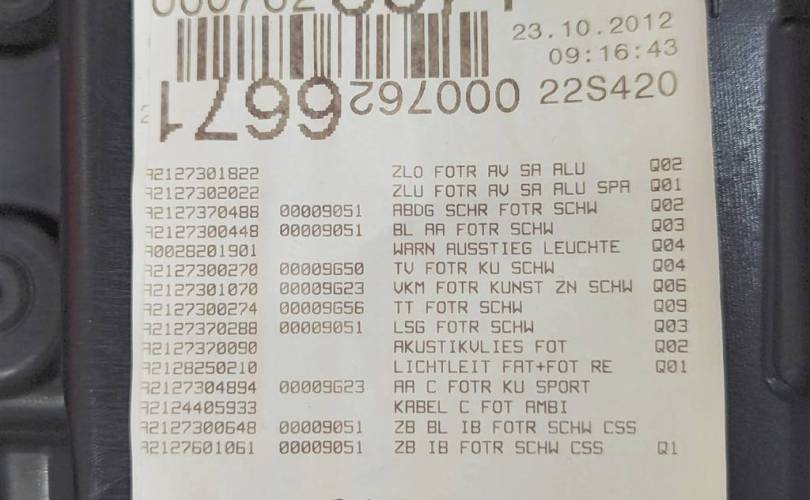 23.10.2012
09:16:43
6671 000762 22S420
A2127301822 ZLO FOTR AV SA ALU Q02
A2127302022 ZLU FOTR AV SA ALU SPA Q01
A2127370488 00009051 ABDG SCHR FOTR SCHW Q02
A2127300448 00009051 BL AA FOTR SCHW Q03
A0028201901 WARN AUSSTIEG LEUCHTE Q04
A2127300270 00009G50 TV FOTR KU SCHW Q04
A2127301070 00009G23 VKM FOTR KUNST ZN SCHW Q06
A2127300274 00009G56 TT FOTR SCHW Q09
A2127370288 00009051 LSG FOTR SCHW Q03
A2127370090 AKUSTIKVLIES FOT Q02
A2128250210 LICHTLEIT FAT+FOT RE Q01
A2127304894 00009G23 AA C FOTR KU SPORT
A2124405933 KABEL C FOT AMBI
A2127300648 00009051 ZB BL IB FOTR SCHW CSS
A2127601061 00009051 ZB IB FOTR SCHW CSS Q1